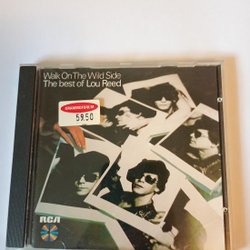 Walk On The Wild Side
The best of Lou Reed
59.50
RCA